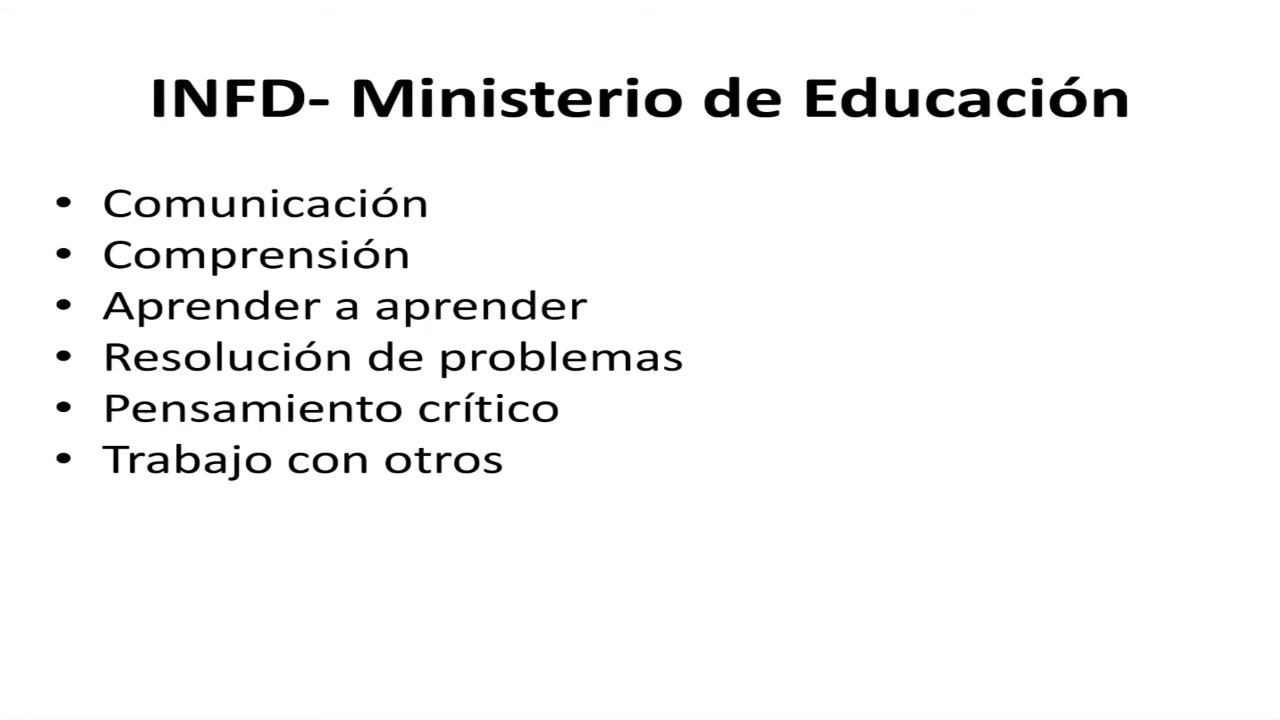 INFD- Ministerio de Educación
• Comunicación
• Comprensión
• Aprender a aprender
• Resolución de problemas
• Pensamiento crítico
• Trabajo con otros